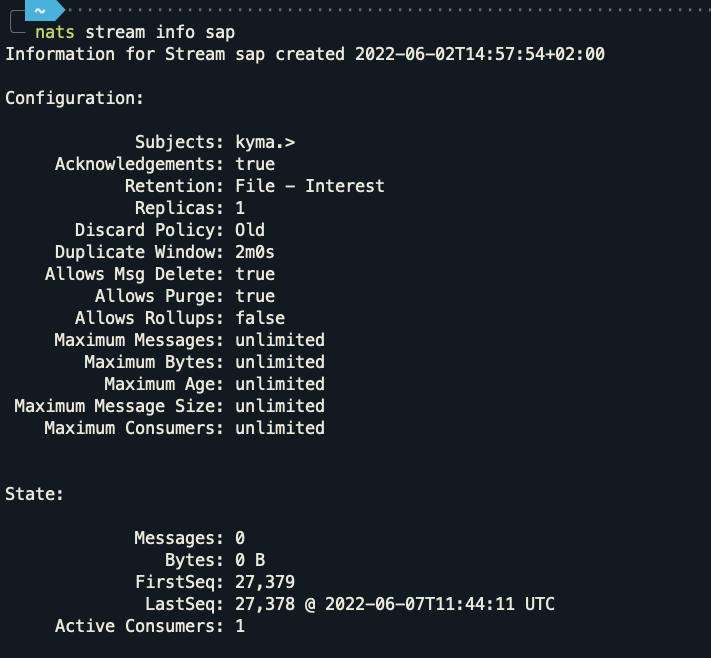 ~
nats stream info sap
Information for Stream sap created 2022-06-02T14:57:54+02:00
Configuration:
Subjects: kyma.>
Acknowledgements: true
Retention: File - Interest
Replicas: 1
Discard Policy: Old
Duplicate Window: 2m0s
Allows Msg Delete: true
Allows Purge: true
Allows Rollups: false
Maximum Messages: unlimited
Maximum Bytes: unlimited
Maximum Age: unlimited
Maximum Message Size: unlimited
Maximum Consumers: unlimited
State:
Messages: 0
Bytes: 0 B
FirstSeq: 27,379
LastSeq: 27,378 @ 2022-06-07T11:44:11 UTC
Active Consumers: 1